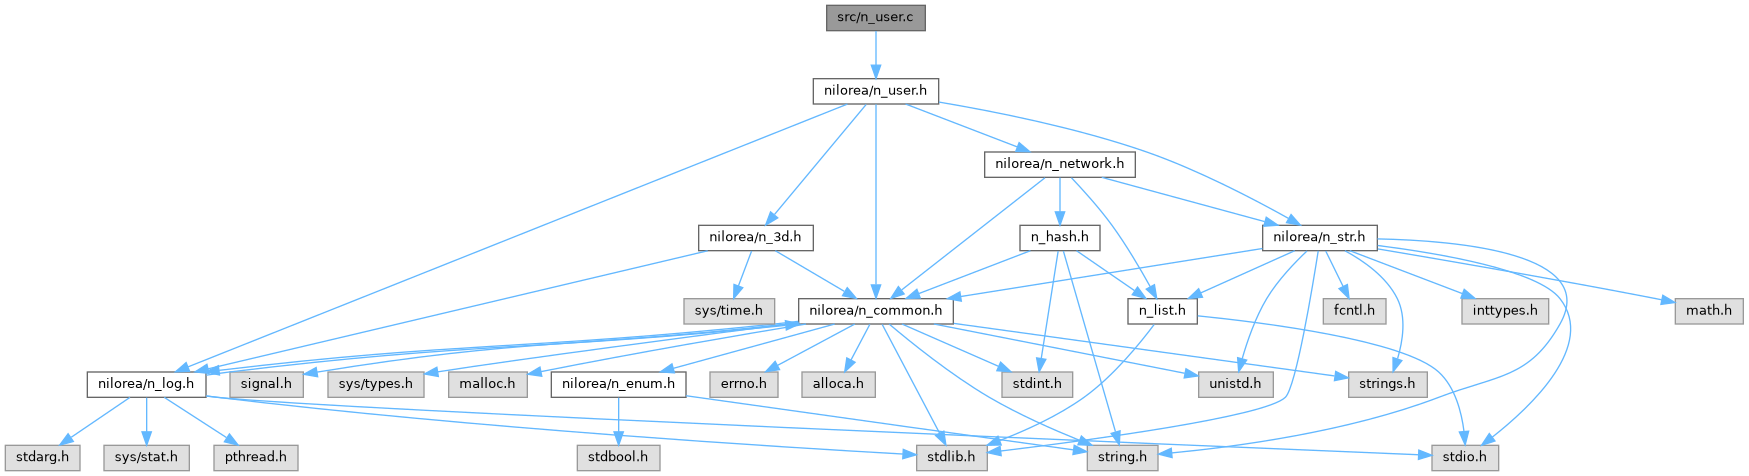 src/n_user.c
nilorea/n_user.h
nilorea/n_network.h
nilorea/n_3d.h
n_hash.h
nilorea/n_str.h
sys/time.h
nilorea/n_common.h
n_list.h
fcntl.h
inttypes.h
math.h
nilorea/n_log.h
signal.h
sys/types.h
malloc.h
nilorea/n_enum.h
errno.h
alloca.h
stdint.h
unistd.h
strings.h
stdarg.h
sys/stat.h
pthread.h
stdbool.h
stdlib.h
string.h
stdio.h